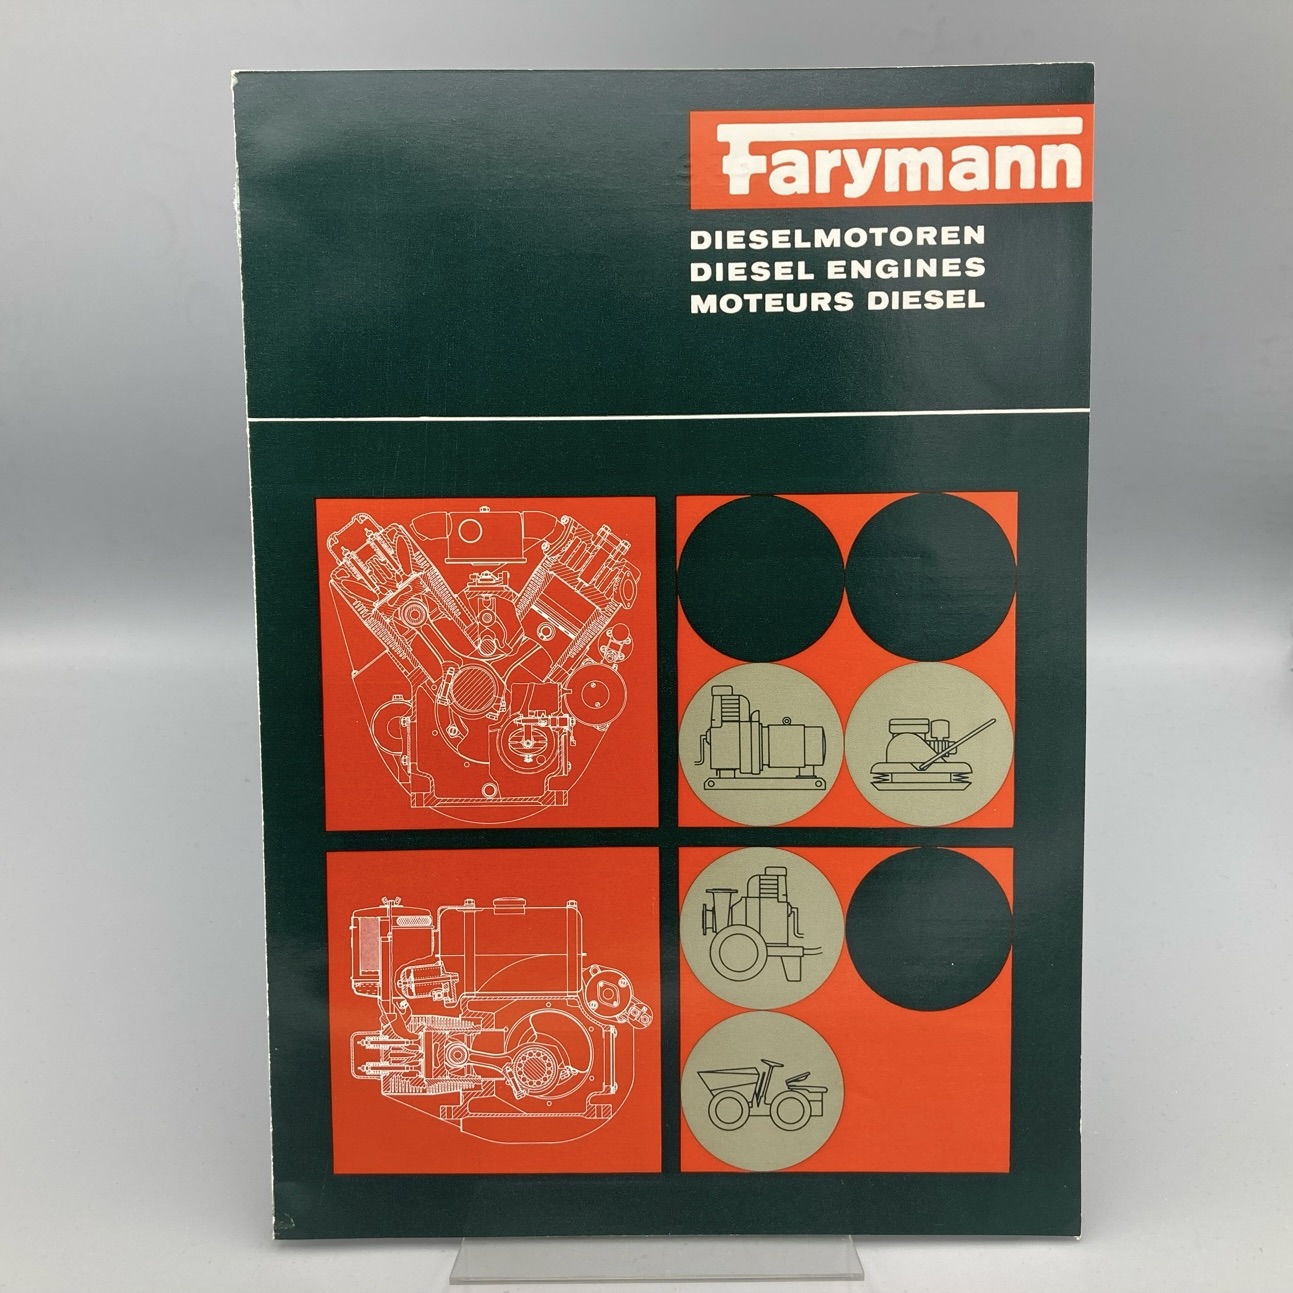 Farymann
DIESELMOTOREN
DIESEL ENGINES
MOTEURS DIESEL